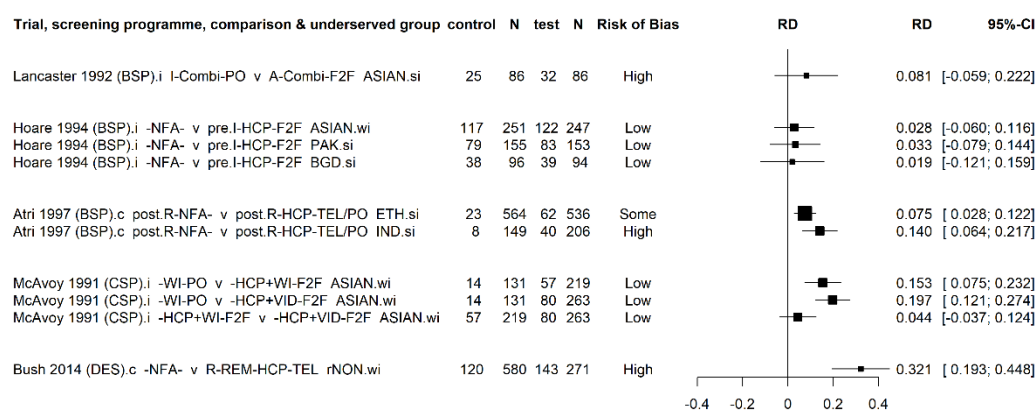 Trial, screening programme, comparison & underserved group control N test N Risk of Bias RD RD 95%-CI
Lancaster 1992 (BSP).i I-Combi-PO v A-Combi-F2F ASIAN.si 25 86 32 86 High 0.081 [-0.059; 0.222]
Hoare 1994 (BSP).i -NFA- v pre.I-HCP-F2F ASIAN.wi 117 251 122 247 Low 0.028 [-0.060; 0.116]
Hoare 1994 (BSP).i -NFA- v pre.I-HCP-F2F PAK.si 79 155 83 153 Low 0.033 [-0.079; 0.144]
Hoare 1994 (BSP).i -NFA- v pre.I-HCP-F2F BGD.si 38 96 39 94 Low 0.019 [-0.121; 0.159]
Atri 1997 (BSP).c post.R-NFA- v post.R-HCP-TEL/PO ETH.si 23 564 62 536 Some 0.075 [ 0.028; 0.122]
Atri 1997 (BSP).c post.R-NFA- v post.R-HCP-TEL/PO IND.si 8 149 40 206 High 0.140 [ 0.064; 0.217]
McAvoy 1991 (CSP).i -WI-PO v -HCP+WI-F2F ASIAN.wi 14 131 57 219 Low 0.153 [ 0.075; 0.232]
McAvoy 1991 (CSP).i -WI-PO v -HCP+VID-F2F ASIAN.wi 14 131 80 263 Low 0.197 [ 0.121; 0.274]
McAvoy 1991 (CSP).i -HCP+WI-F2F v -HCP+VID-F2F ASIAN.wi 57 219 80 263 Low 0.044 [-0.037; 0.124]
Bush 2014 (DES).c -NFA- v R-REM-HCP-TEL rNON.wi 120 580 143 271 High 0.321 [ 0.193; 0.448]
-0.4 -0.2 0 0.2 0.4